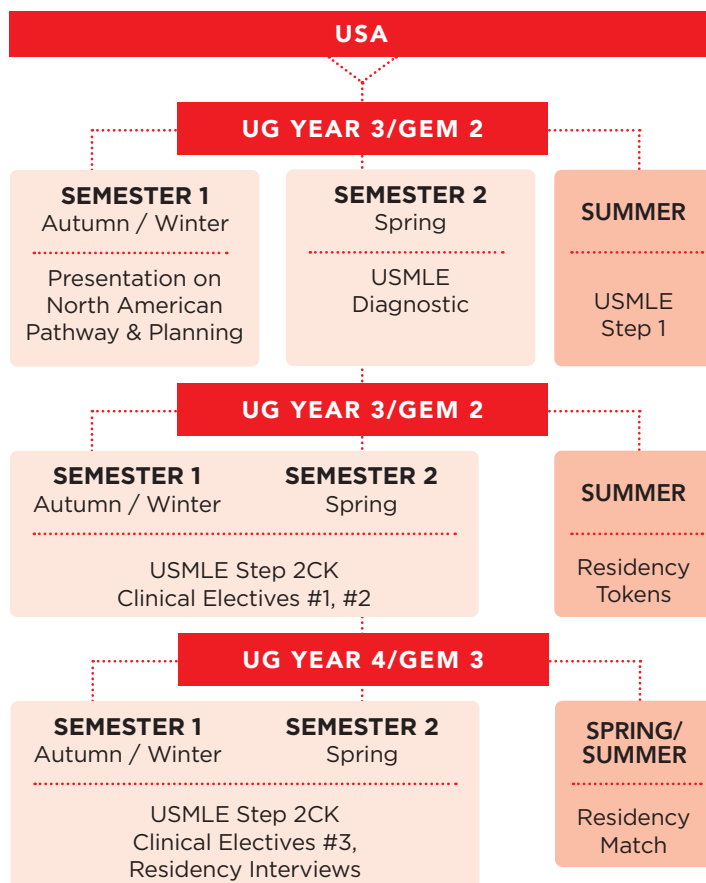 USA
UG YEAR 3/GEM 2
SEMESTER 1
Autumn / Winter
Presentation on
North American
Pathway & Planning
SEMESTER 2
Spring
USMLE
Diagnostic
SUMMER
USMLE
Step 1
UG YEAR 3/GEM 2
SEMESTER 1
Autumn / Winter
SEMESTER 2
Spring
USMLE Step 2CK
Clinical Electives #1, #2
SUMMER
Residency
Tokens
UG YEAR 4/GEM 3
SEMESTER 1
Autumn / Winter
SEMESTER 2
Spring
USMLE Step 2CK
Clinical Electives #3,
Residency Interviews
SPRING/
SUMMER
Residency
Match